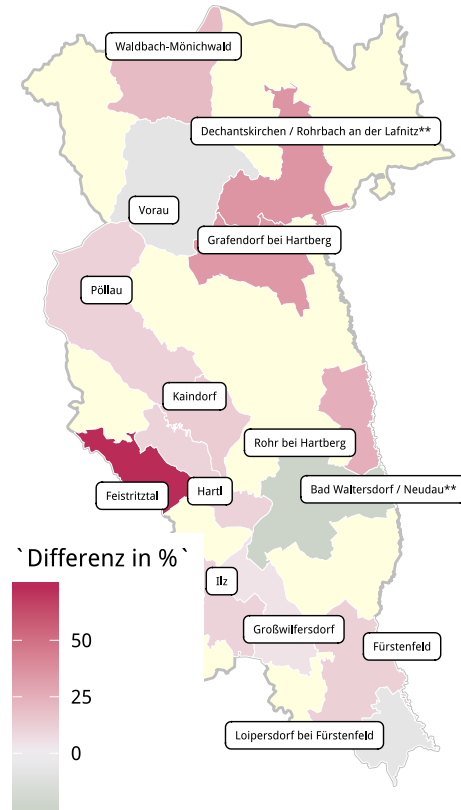 Waldbach-Mönichwald
Dechantskirchen / Rohrbach an der Lafnitz**
Vorau
Grafendorf bei Hartberg
Pöllau
Kaindorf
Rohr bei Hartberg
Hartl
Bad Waltersdorf / Neudau**
Feistritztal
`Differenz in %`
Ilz
Großwilfersdorf
Fürstenfeld
50
25
Loipersdorf bei Fürstenfeld
0